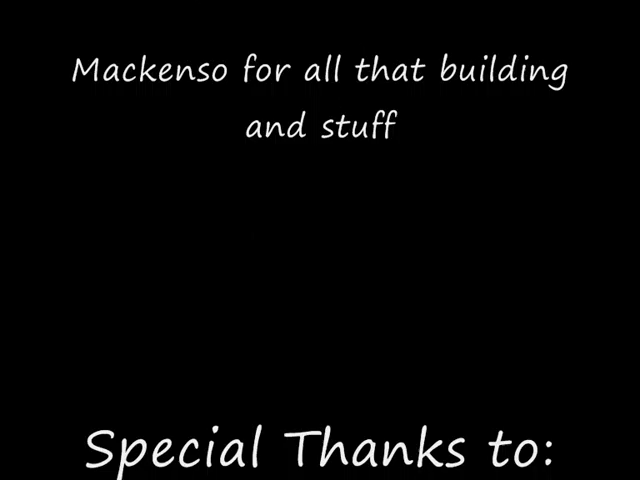 Mackenso for all that building
and stuff
Special Thanks to: